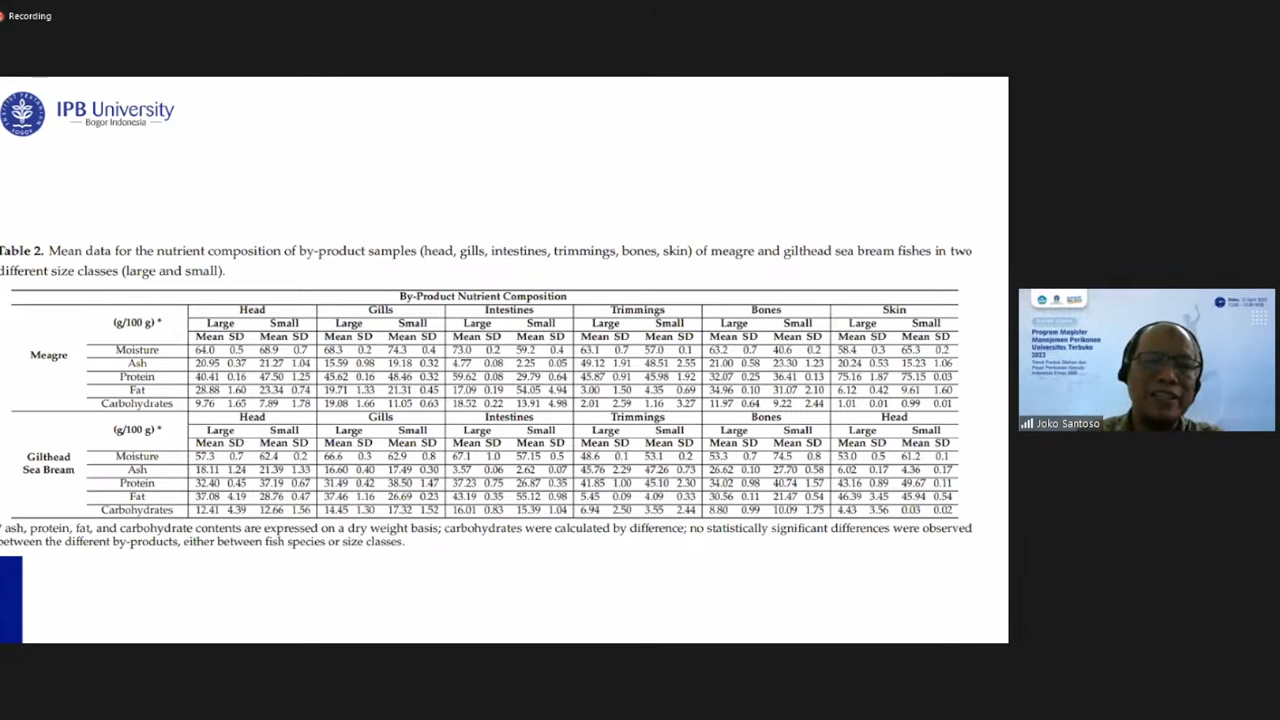 Recording
IPB University
Bogor Indonesia
Table 2. Mean data for the nutrient composition of by-product samples (head, gills, intestines, trimmings, bones, skin) of meagre and gilthead sea bream fishes in two
different size classes (large and small).
By-Product Nutrient Composition
(g/100 g) * Head Gills Intestines Trimmings Bones Skin
Large Small Large Small Large Small Large Small Large Small Large Small
Mean SD Mean SD Mean SD Mean SD Mean SD Mean SD Mean SD Mean SD Mean SD Mean SD Mean SD Mean SD
Meagre
Moisture 64.0 0.5 68.9 0.7 68.3 0.2 74.3 0.4 73.0 0.2 59.2 0.4 63.1 0.7 57.0 0.1 63.2 0.7 40.6 0.2 58.4 0.3 65.3 0.2
Ash 20.95 0.37 21.27 1.04 15.59 0.98 19.18 0.32 4.77 0.08 2.25 0.05 49.12 1.91 48.51 2.55 21.00 0.58 23.30 1.23 20.24 0.53 15.23 1.06
Protein 40.41 0.16 47.50 1.25 45.62 0.16 48.46 0.32 59.62 0.08 29.79 0.64 45.87 0.91 45.98 1.92 32.07 0.25 36.41 0.13 75.16 1.87 75.15 0.03
Fat 28.88 1.60 23.34 0.74 19.71 1.33 21.31 0.45 17.09 0.19 54.05 4.94 3.00 1.50 4.35 0.69 34.96 0.10 31.07 2.10 6.12 0.42 9.61 1.60
Carbohydrates 9.76 1.65 7.89 1.78 19.08 1.66 11.05 0.63 18.52 0.22 13.91 4.98 2.01 2.59 1.16 3.27 11.97 0.64 9.22 2.44 1.01 0.01 0.99 0.01
(g/100 g) * Head Gills Intestines Trimmings Bones Head
Large Small Large Small Large Small Large Small Large Small Large Small
Mean SD Mean SD Mean SD Mean SD Mean SD Mean SD Mean SD Mean SD Mean SD Mean SD Mean SD Mean SD
Gilthead
Sea Bream
Moisture 57.3 0.7 62.4 0.2 66.6 0.3 62.9 0.8 67.1 1.0 57.15 0.5 48.6 0.1 53.1 0.2 53.3 0.7 74.5 0.8 53.7 0.5 61.2 0.1
Ash 18.11 1.24 21.39 1.33 16.60 0.40 17.49 0.30 3.57 0.06 2.62 0.07 45.76 2.29 47.26 0.73 26.62 0.10 27.70 0.58 6.02 0.17 4.36 0.17
Protein 32.40 0.45 37.19 0.67 31.49 0.42 38.50 1.47 37.23 0.75 26.87 0.35 41.85 1.00 45.10 2.30 34.02 0.98 40.74 1.57 43.16 0.89 49.67 0.11
Fat 37.08 4.19 28.76 0.47 37.46 1.16 26.69 0.23 43.19 0.35 55.12 0.98 5.45 0.09 4.09 0.33 30.56 0.11 21.47 0.54 46.39 3.45 45.94 0.54
Carbohydrates 12.41 4.39 12.66 1.56 14.45 1.30 17.32 1.52 16.01 0.83 15.39 1.04 6.94 2.50 3.55 2.44 8.80 0.99 10.09 1.75 4.43 3.56 0.03 0.02
* ash, protein, fat, and carbohydrate contents are expressed on a dry weight basis; carbohydrates were calculated by difference; no statistically significant differences were observed
between the different by-products, either between fish species or size classes.
Program Magister
Manajemen Perikanan
Universitas Terbuka
2023
Joko Santoso